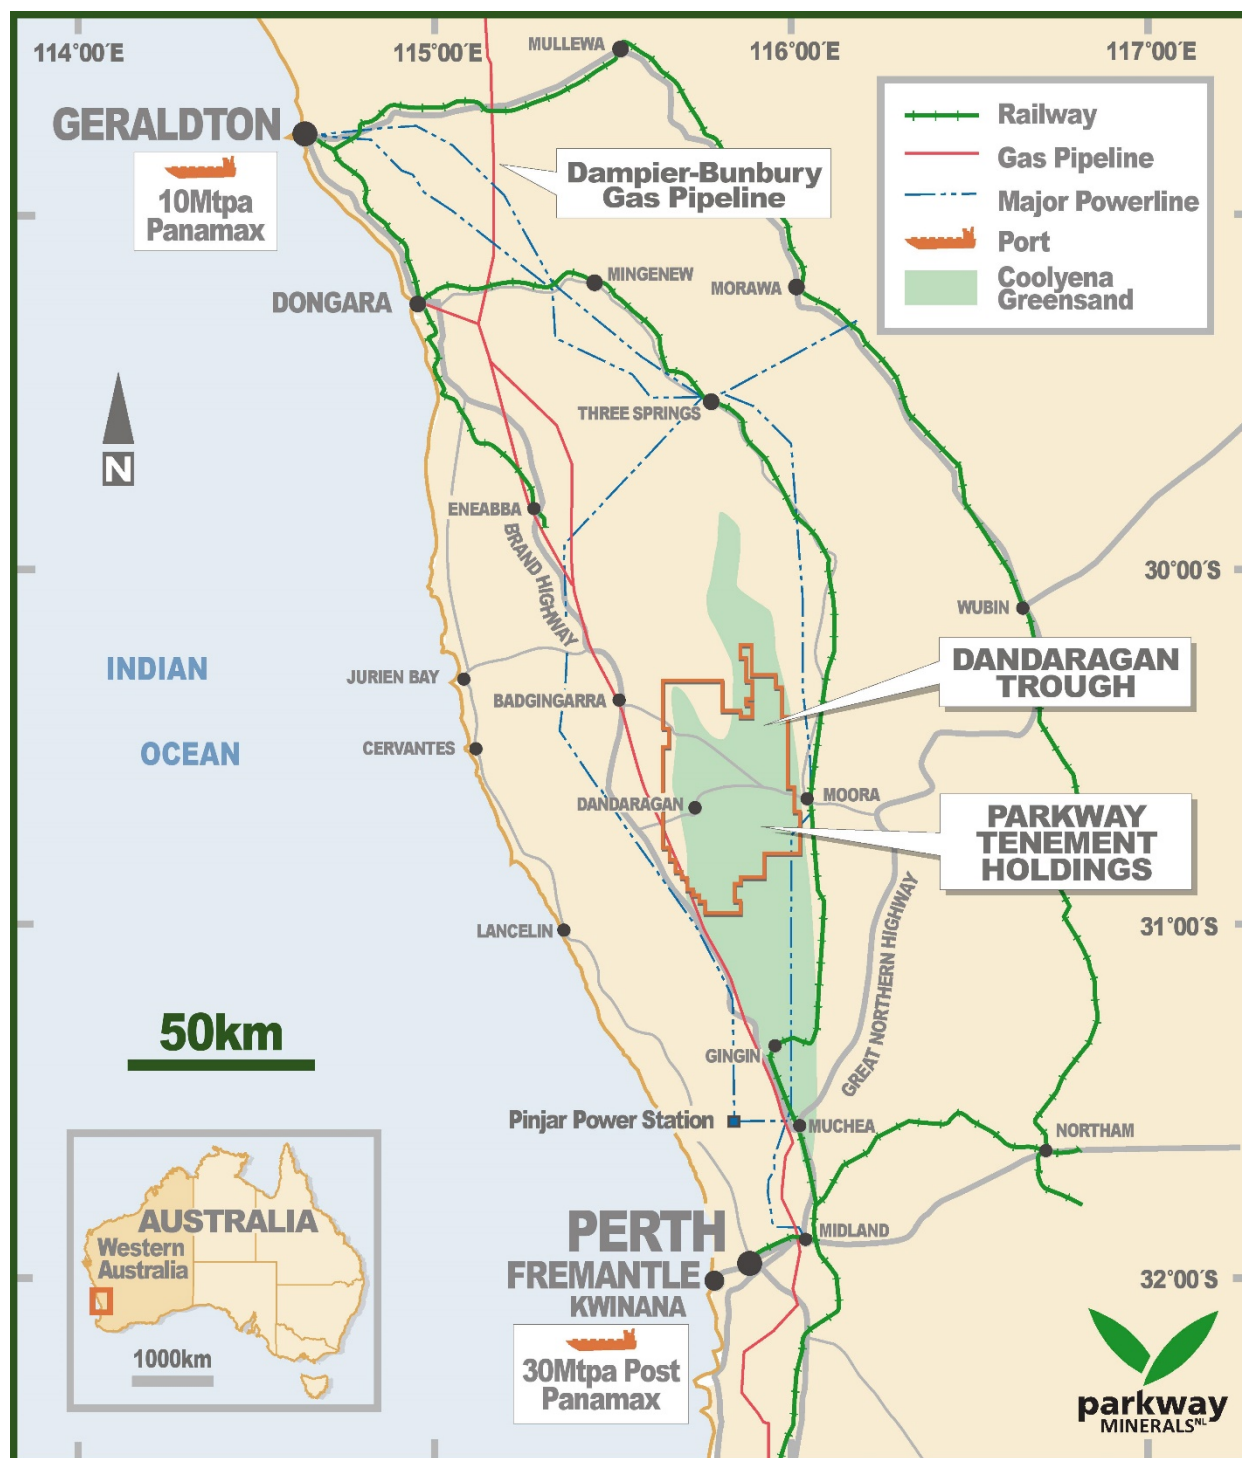 114°00´E
115°00´E
116°00´E
117°00´E
MULLEWA
GERALDTON
10Mtpa
Panamax
Dampier-Bunbury
Gas Pipeline
Railway
Gas Pipeline
Major Powerline
Port
Coolyena
Greensand
DONGARA
MINGENEW
MORAWA
N
THREE SPRINGS
ENEABBA
BRAND HIGHWAY
30°00´S
WUBIN
INDIAN
OCEAN
JURIEN BAY
BADGINGARRA
DANDARAGAN
TROUGH
CERVANTES
DANDARAGAN
MOORA
PARKWAY
TENEMENT
HOLDINGS
LANCELIN
31°00´S
GREAT NORTHERN HIGHWAY
50km
GINGIN
Pinjar Power Station
MUCHEA
NORTHAM
AUSTRALIA
Western
Australia
1000km
PERTH
MIDLAND
FREMANTLE
KWINANA
32°00´S
30Mtpa Post
Panamax
parkway
MINERALS NL